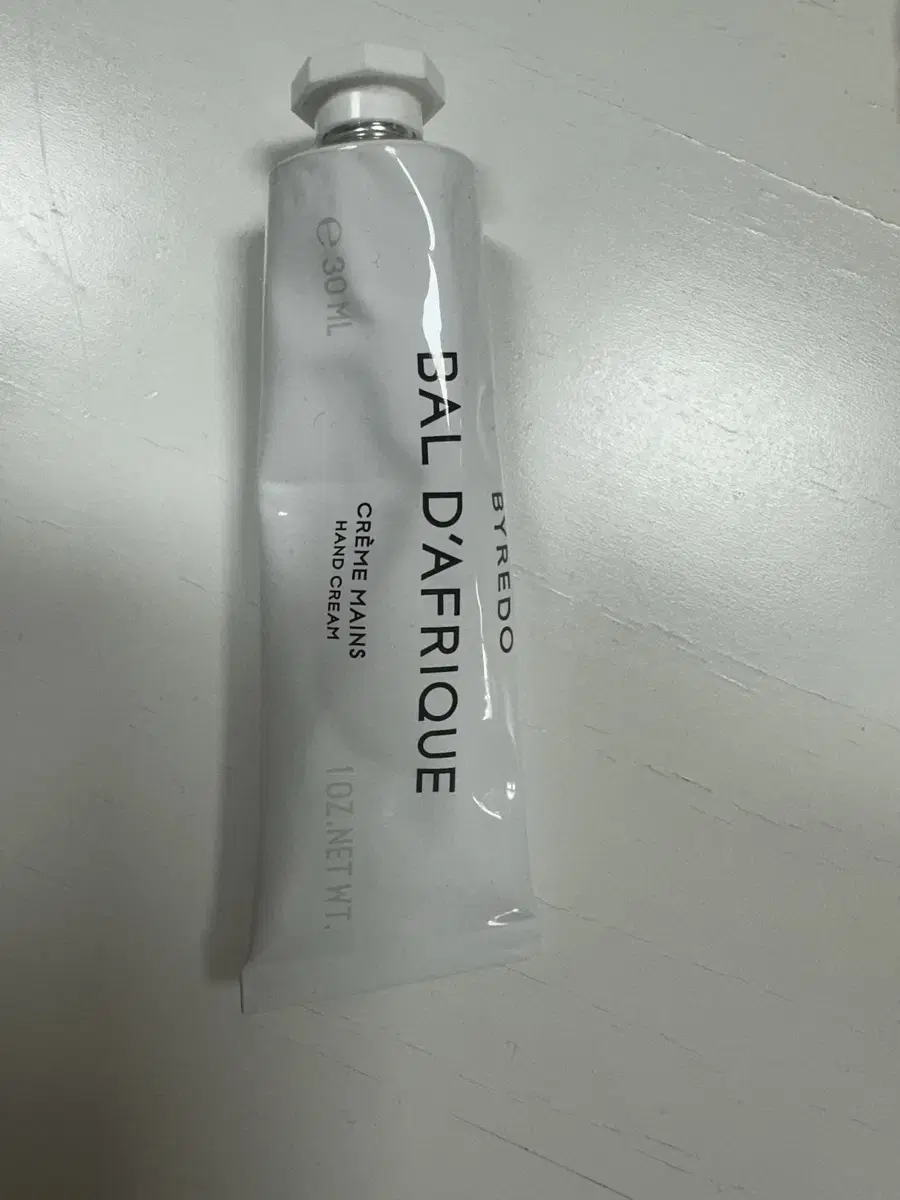 BYREDO
BAL D'AFRIQUE
CRÈME MAINS
HAND CREAM
e 30 ML
1 OZ. NET WT.